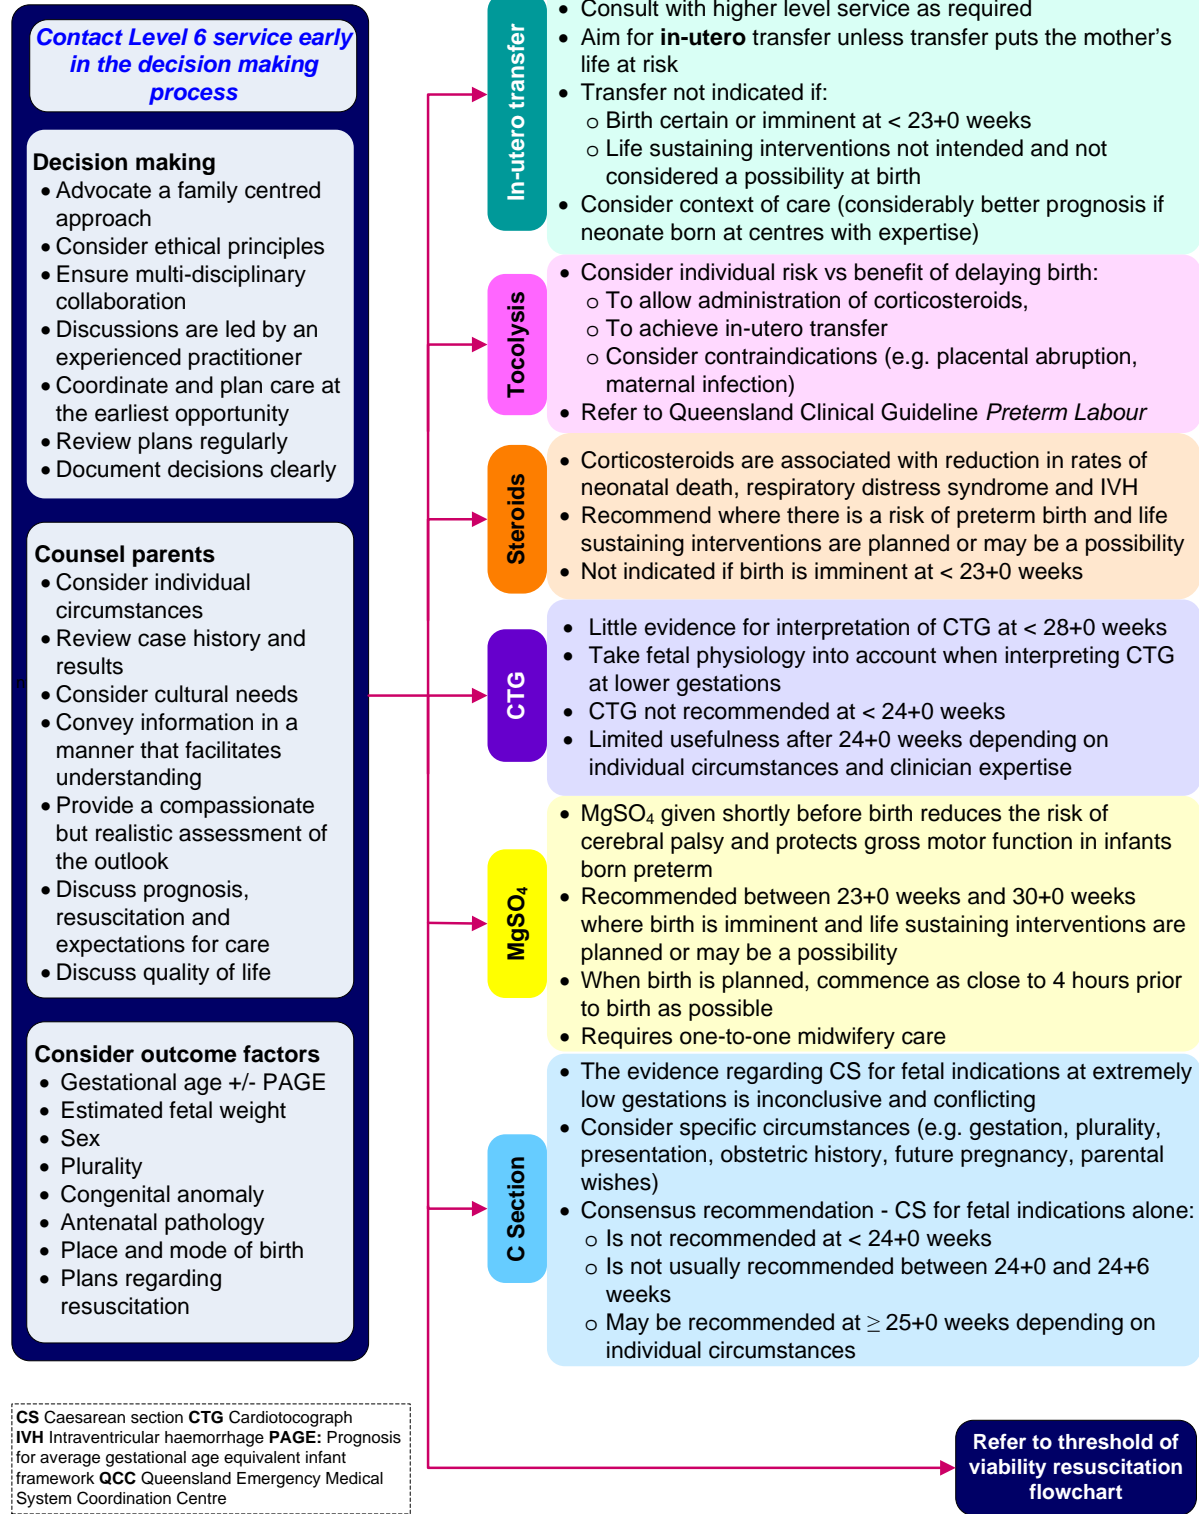 Contact Level 6 service early
in the decision making
process
Decision making
• Advocate a family centred
approach
• Consider ethical principles
• Ensure multi-disciplinary
collaboration
• Discussions are led by an
experienced practitioner
• Coordinate and plan care at
the earliest opportunity
• Review plans regularly
• Document decisions clearly
Counsel parents
• Consider individual
circumstances
• Review case history and
results
• Consider cultural needs
• Convey information in a
manner that facilitates
understanding
• Provide a compassionate
but realistic assessment of
the outlook
• Discuss prognosis,
resuscitation and
expectations for care
• Discuss quality of life
Consider outcome factors
• Gestational age +/- PAGE
• Estimated fetal weight
• Sex
• Plurality
• Congenital anomaly
• Antenatal pathology
• Place and mode of birth
• Plans regarding
resuscitation
In-utero transfer
• Consult with higher level service as required
• Aim for in-utero transfer unless transfer puts the mother's
life at risk
• Transfer not indicated if:
o Birth certain or imminent at < 23+0 weeks
o Life sustaining interventions not intended and not
considered a possibility at birth
• Consider context of care (considerably better prognosis if
neonate born at centres with expertise)
Tocolysis
• Consider individual risk vs benefit of delaying birth:
o To allow administration of corticosteroids,
o To achieve in-utero transfer
o Consider contraindications (e.g. placental abruption,
maternal infection)
• Refer to Queensland Clinical Guideline Preterm Labour
Steroids
• Corticosteroids are associated with reduction in rates of
neonatal death, respiratory distress syndrome and IVH
• Recommend where there is a risk of preterm birth and life
sustaining interventions are planned or may be a possibility
• Not indicated if birth is imminent at < 23+0 weeks
CTG
• Little evidence for interpretation of CTG at < 28+0 weeks
• Take fetal physiology into account when interpreting CTG
at lower gestations
• CTG not recommended at < 24+0 weeks
• Limited usefulness after 24+0 weeks depending on
individual circumstances and clinician expertise
MgSO₄
• MgSO₄ given shortly before birth reduces the risk of
cerebral palsy and protects gross motor function in infants
born preterm
• Recommended between 23+0 weeks and 30+0 weeks
where birth is imminent and life sustaining interventions are
planned or may be a possibility
• When birth is planned, commence as close to 4 hours prior
to birth as possible
• Requires one-to-one midwifery care
C Section
• The evidence regarding CS for fetal indications at extremely
low gestations is inconclusive and conflicting
• Consider specific circumstances (e.g. gestation, plurality,
presentation, obstetric history, future pregnancy, parental
wishes)
• Consensus recommendation - CS for fetal indications alone:
o Is not recommended at < 24+0 weeks
o Is not usually recommended between 24+0 and 24+6
weeks
o May be recommended at ≥ 25+0 weeks depending on
individual circumstances
CS Caesarean section CTG Cardiotocograph
IVH Intraventricular haemorrhage PAGE: Prognosis
for average gestational age equivalent infant
framework QCC Queensland Emergency Medical
System Coordination Centre
Refer to threshold of
viability resuscitation
flowchart